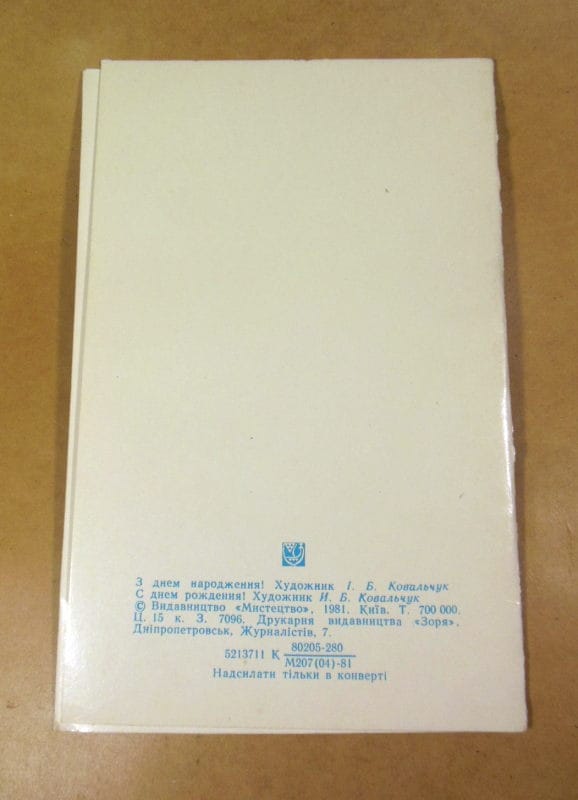 З днем народження! Художник І. Б. Ковальчук
С днем рождения! Художник И. Б. Ковальчук
© Видавництво «Мистецтво», 1981. Київ. Т. 700 000.
Ц. 15 к. З. 7096. Друкарня видавництва «Зоря»,
Дніпропетровськ, Журналістів, 7.
5213711 К 80205-280
М207(04)-81
Надсилати тільки в конверті